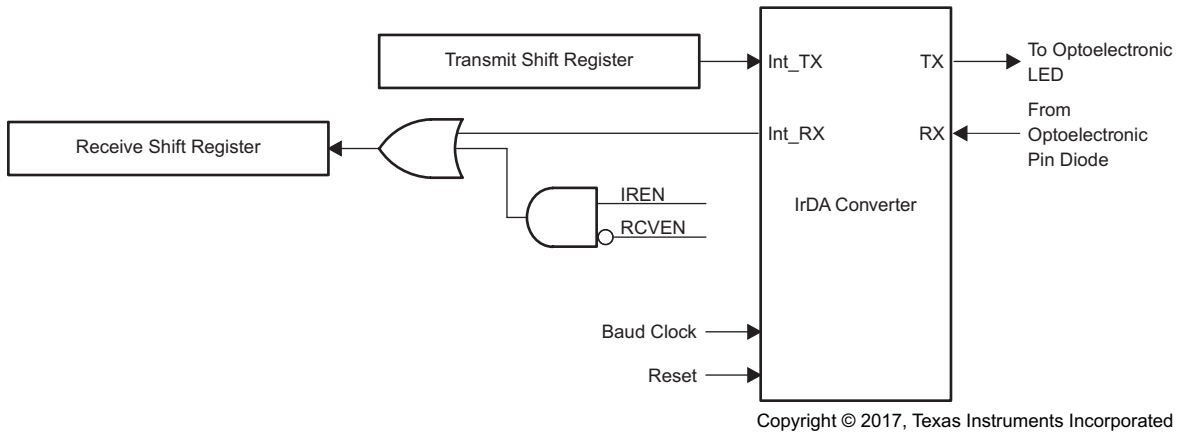 Transmit Shift Register
Int_TX
TX
To Optoelectronic
LED
Receive Shift Register
Int_RX
RX
From
Optoelectronic
Pin Diode
IREN
RCVEN
IrDA Converter
Baud Clock
Reset
Copyright © 2017, Texas Instruments Incorporated